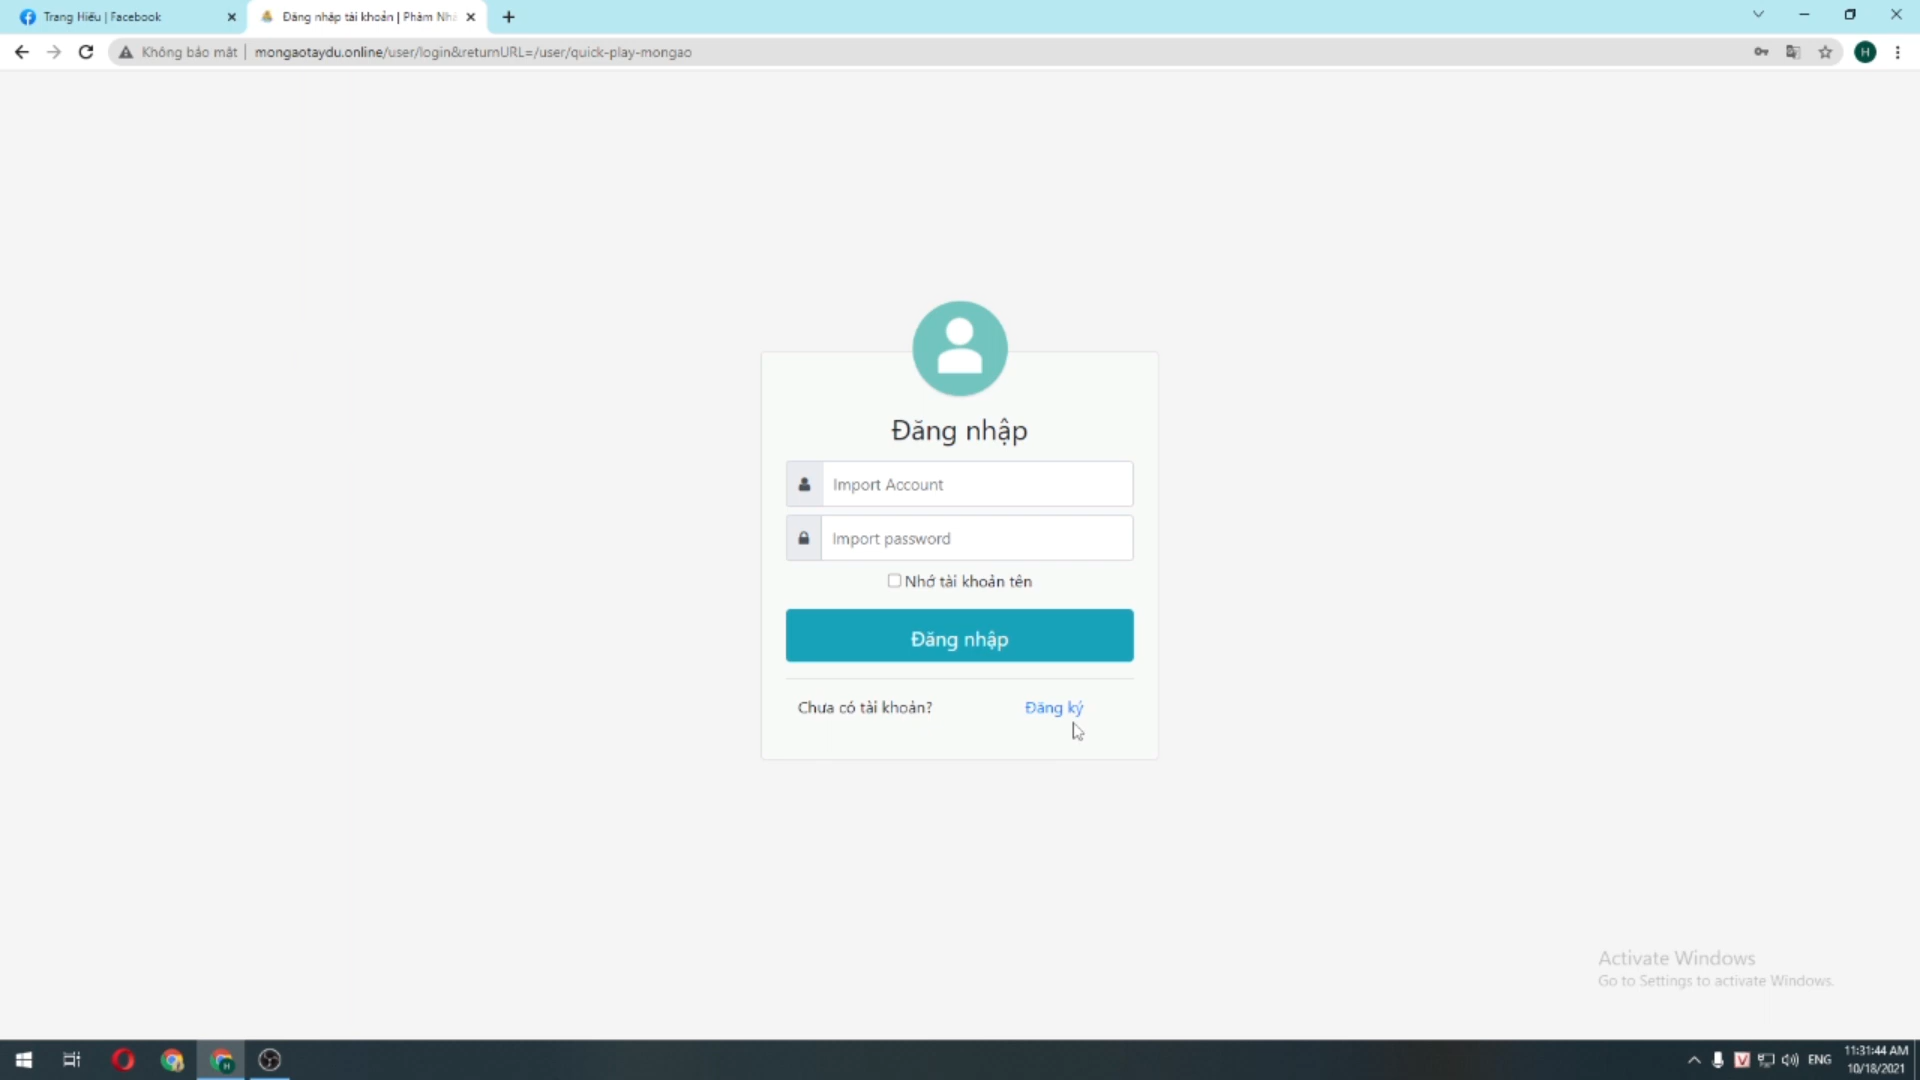 Trang Hiếu | Facebook
Đăng nhập tài khoản | Phàm Nhâ
Không bảo mật
mongaotaydu.online/user/login&returnURL=/user/quick-play-mongao
H
Đăng nhập
Import Account
Import password
Nhớ tài khoản tên
Đăng nhập
Chưa có tài khoản?
Đăng ký
Activate Windows
Go to Settings to activate Windows.
H
V
ENG
11:31:44 AM
10/18/2021